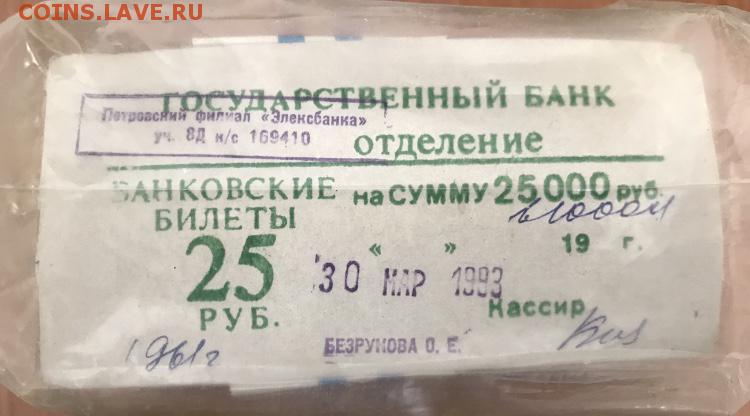 COINS.LAVE.RU
ГОСУДАРСТВЕННЫЙ БАНК
Петровский филиал «Элексбанка»
уч. 8Д к/с 169410
отделение
БАНКОВСКИЕ БИЛЕТЫ
на СУММУ 25000 руб.
25 РУБ.
" " 19 г.
30 МАР 1993
Кассир
БЕЗРУКОВА О. Е.
1961г